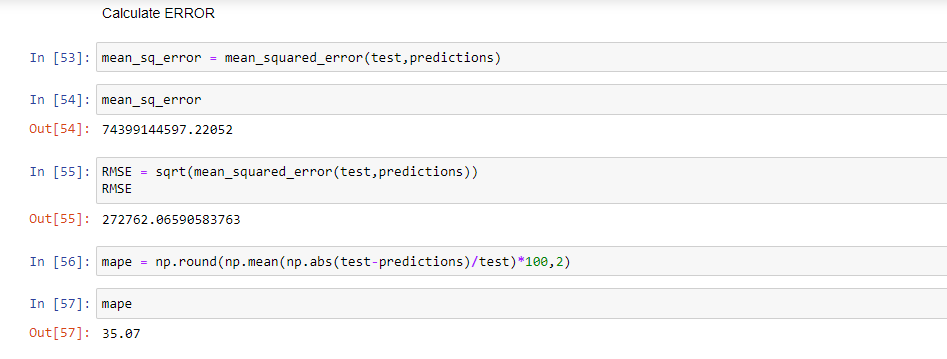 Calculate ERROR
In [53]: mean_sq_error = mean_squared_error(test,predictions)
In [54]: mean_sq_error
Out[54]: 74399144597.22052
In [55]: RMSE = sqrt(mean_squared_error(test,predictions))
RMSE
Out[55]: 272762.06590583763
In [56]: mape = np.round(np.mean(np.abs(test-predictions)/test)*100,2)
In [57]: mape
Out[57]: 35.07